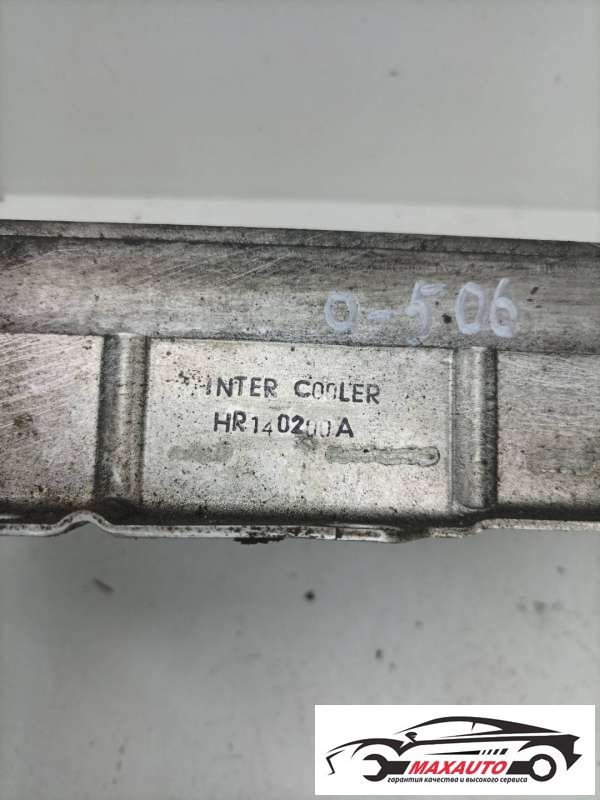 0-506
INTER COOLER
HR140200A
MAXAUTO
гарантия качества и высокого сервиса